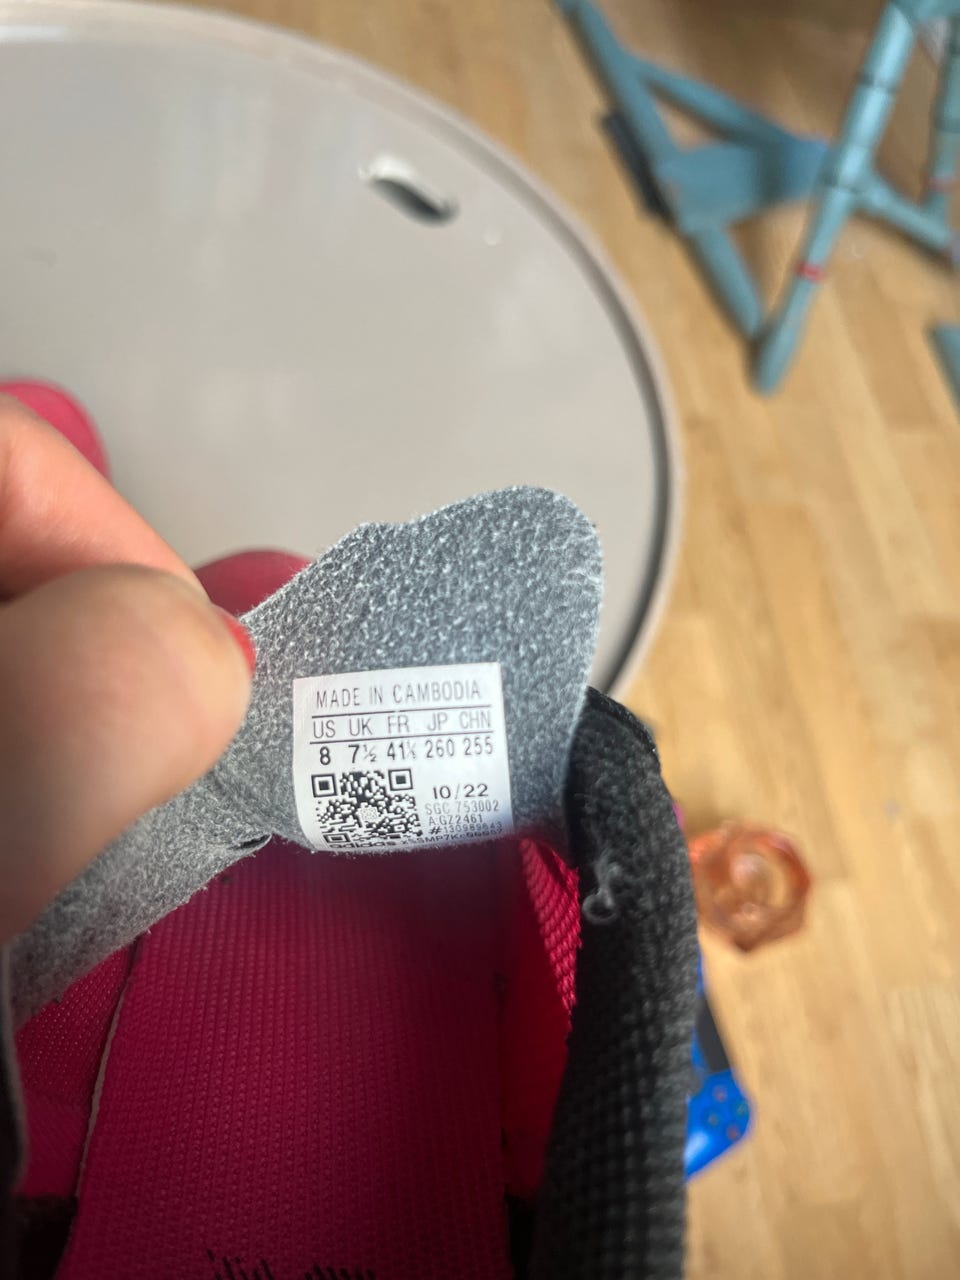 MADE IN CAMBODIA
US UK FR JP CHN
8 7½ 41⅓ 260 255
10/22
SGC 753002
A:GZ2461
adidas